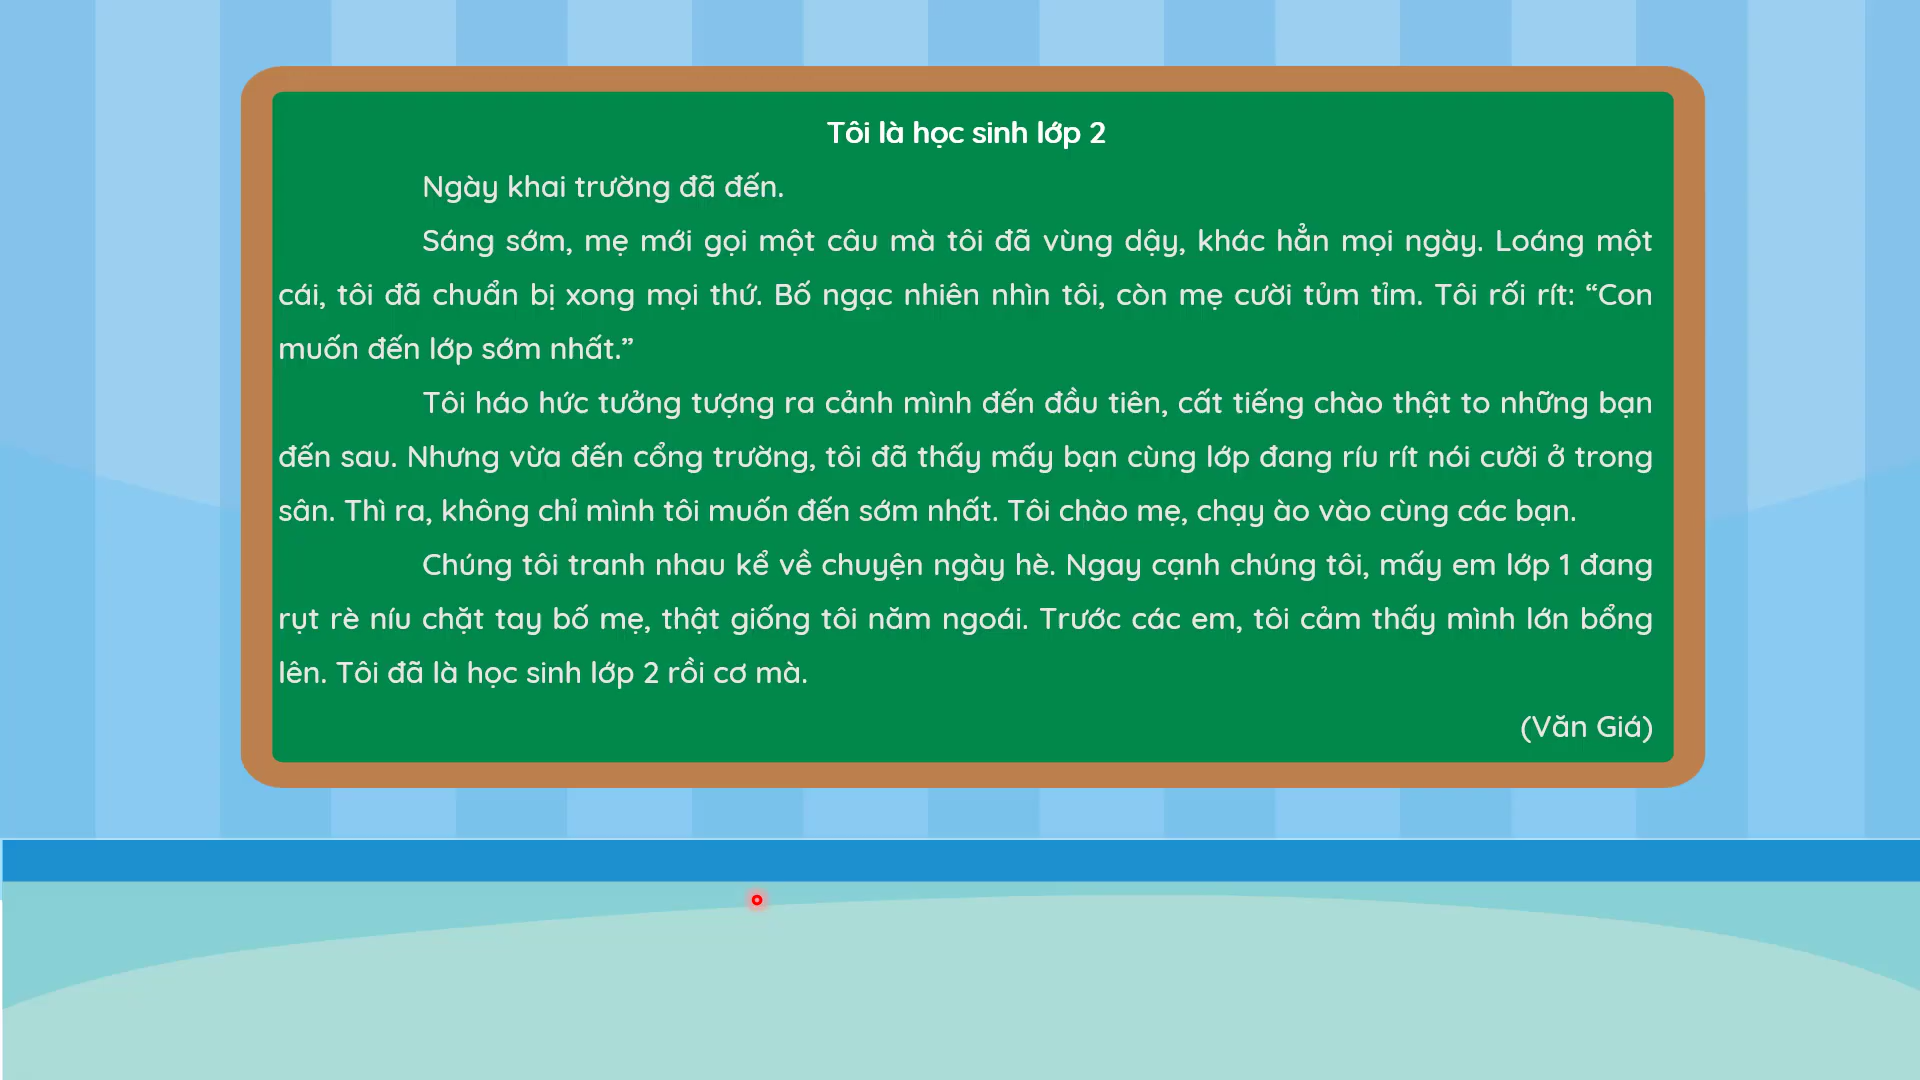 Tôi là học sinh lớp 2
Ngày khai trường đã đến.
Sáng sớm, mẹ mới gọi một câu mà tôi đã vùng dậy, khác hẳn mọi ngày. Loáng một
cái, tôi đã chuẩn bị xong mọi thứ. Bố ngạc nhiên nhìn tôi, còn mẹ cười tủm tỉm. Tôi rối rít: “Con
muốn đến lớp sớm nhất.”
Tôi háo hức tưởng tượng ra cảnh mình đến đầu tiên, cất tiếng chào thật to những bạn
đến sau. Nhưng vừa đến cổng trường, tôi đã thấy mấy bạn cùng lớp đang ríu rít nói cười ở trong
sân. Thì ra, không chỉ mình tôi muốn đến sớm nhất. Tôi chào mẹ, chạy ào vào cùng các bạn.
Chúng tôi tranh nhau kể về chuyện ngày hè. Ngay cạnh chúng tôi, mấy em lớp 1 đang
rụt rè níu chặt tay bố mẹ, thật giống tôi năm ngoái. Trước các em, tôi cảm thấy mình lớn bổng
lên. Tôi đã là học sinh lớp 2 rồi cơ mà.
(Văn Giá)